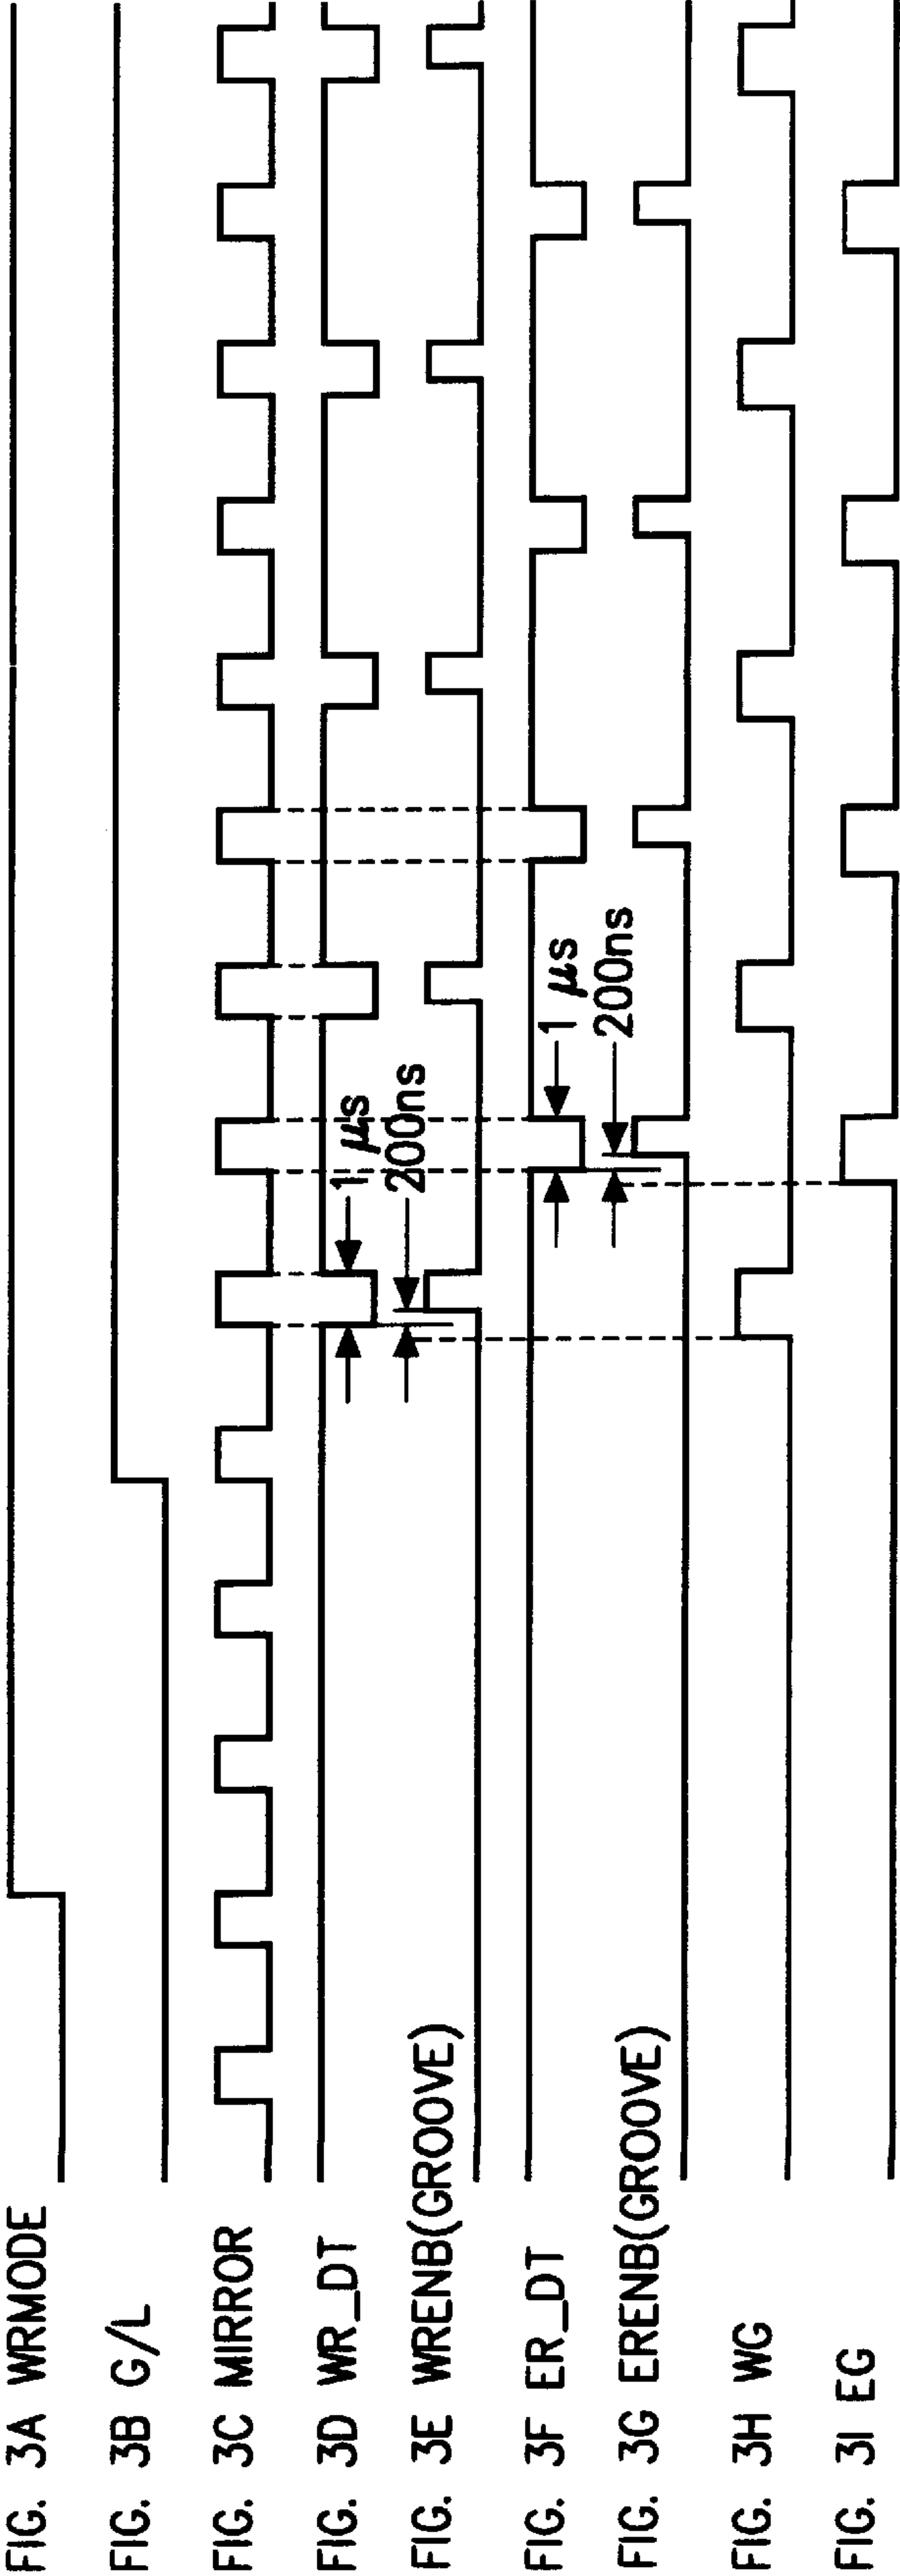 FIG. 3A WRMODE
FIG. 3B G/L
FIG. 3C MIRROR
FIG. 3D WR_DT
1 μs
200ns
FIG. 3E WRENB(GROOVE)
FIG. 3F ER_DT
1 μs
200ns
FIG. 3G ERENB(GROOVE)
FIG. 3H WG
FIG. 3I EG